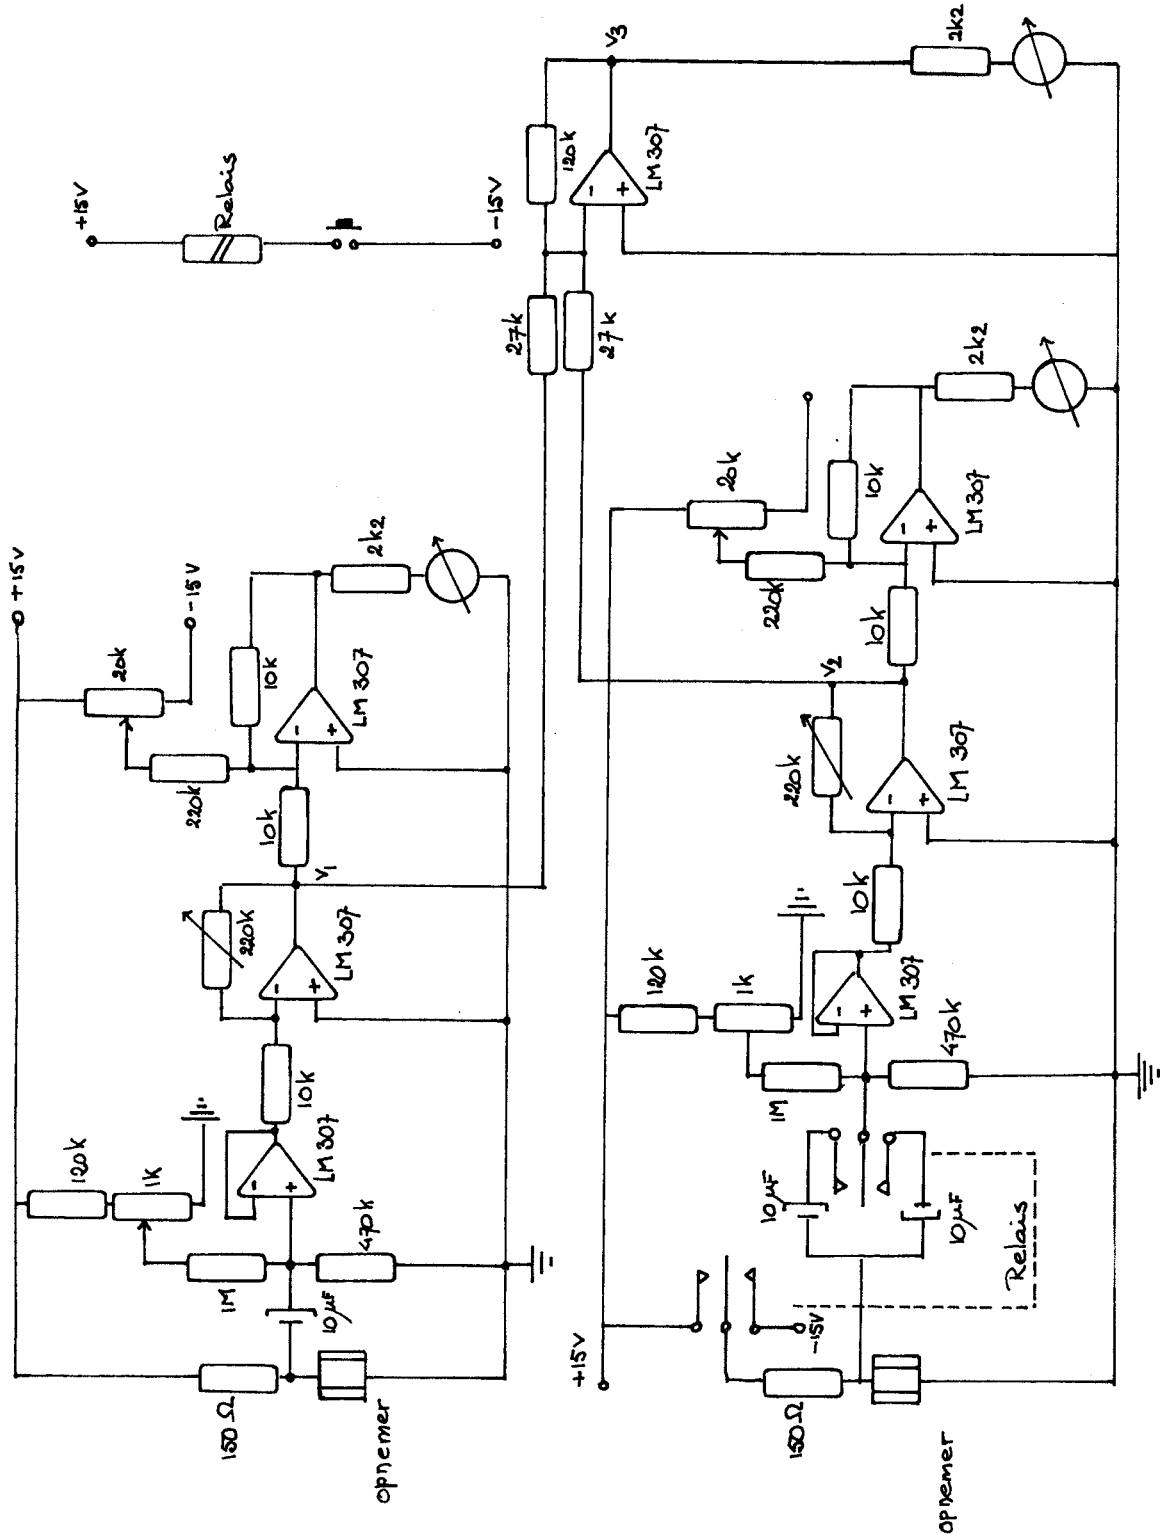 +15V
20k
-15V
120k
1k
220k
10k
220k
10k
2k2
1M
LM 307
10k
LM 307
V1
LM 307
150Ω
10µF
470k
opnemer
+15V
Relais
-15V
27k
27k
120k
LM 307
V3
2k2
+15V
-15V
150Ω
opnemer
10µF
10µF
Relais
120k
1k
1M
LM 307
470k
10k
220k
V2
LM 307
20k
220k
10k
10k
LM 307
2k2